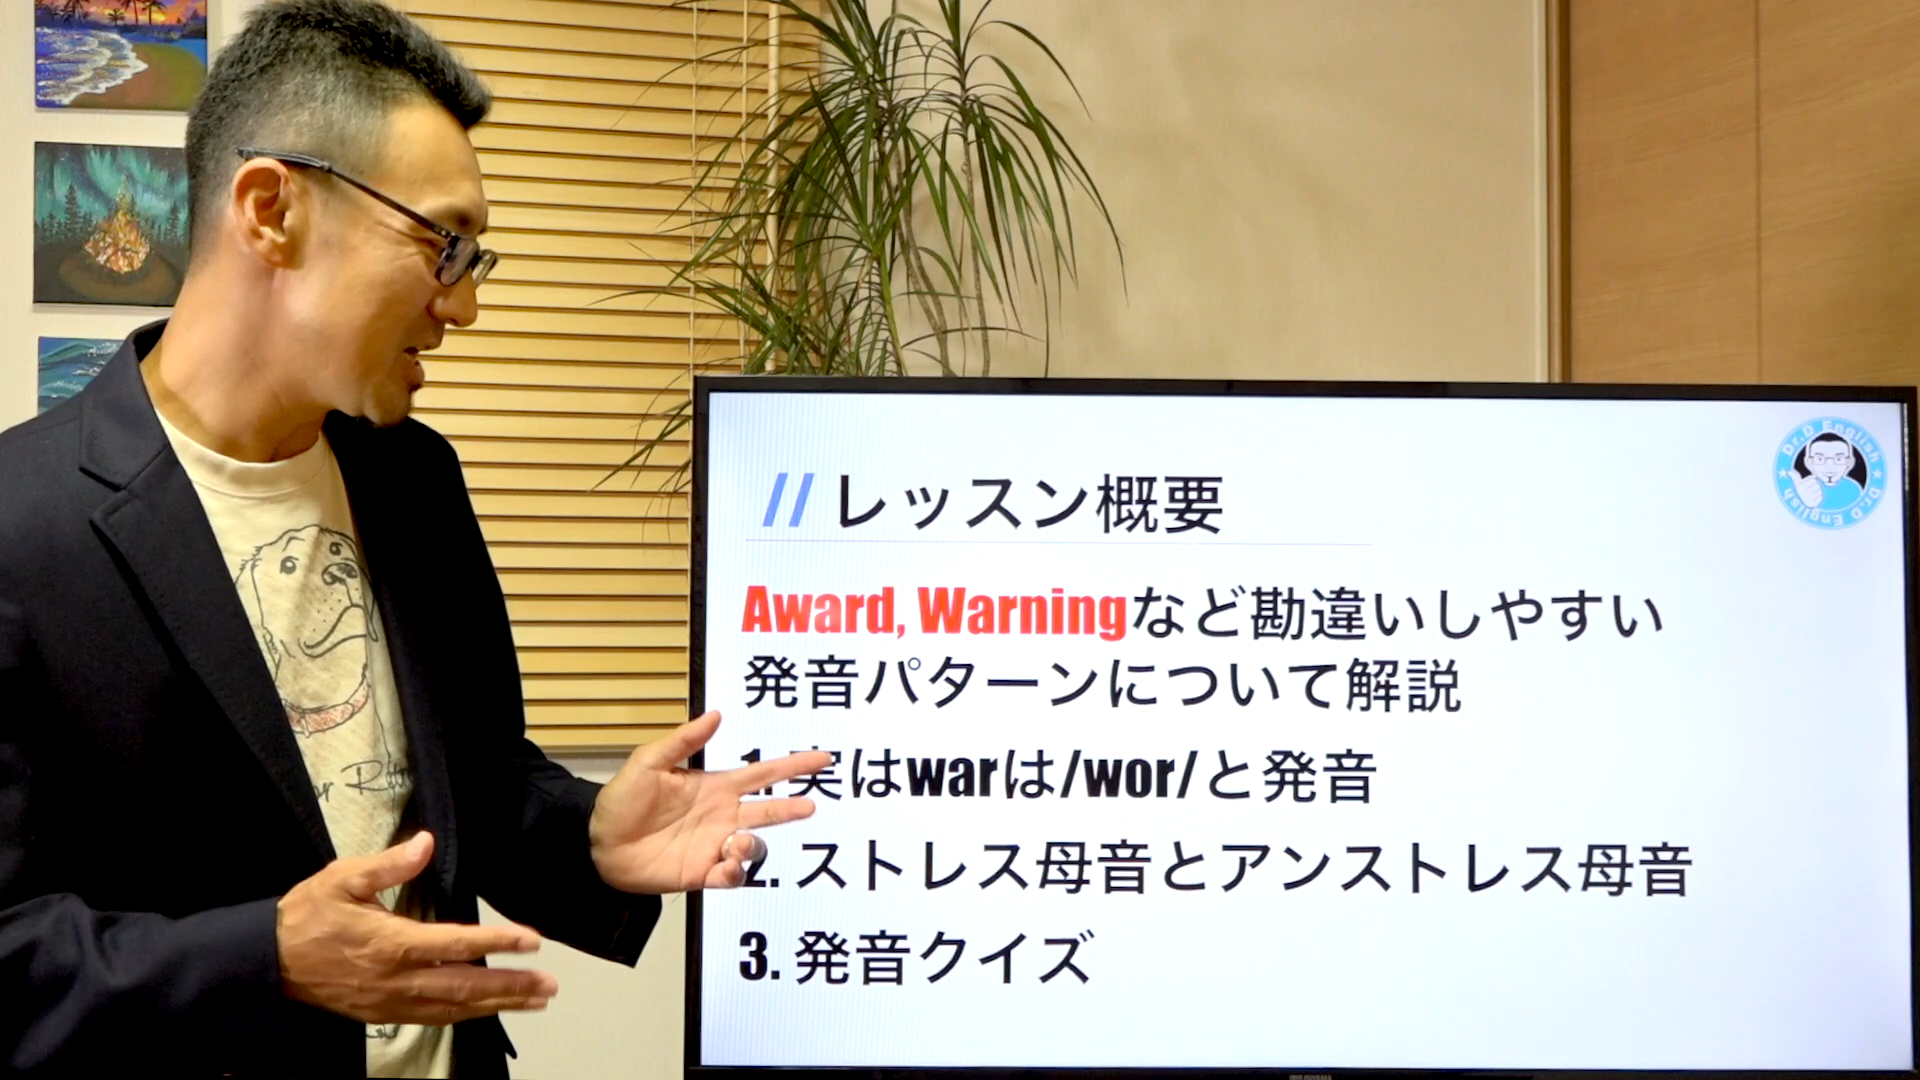 // レッスン概要
Dr.D English
Dr.D English
Award, Warningなど勘違いしやすい
発音パターンについて解説
1. 実はwarは/wor/と発音
2. ストレス母音とアンストレス母音
3. 発音クイズ